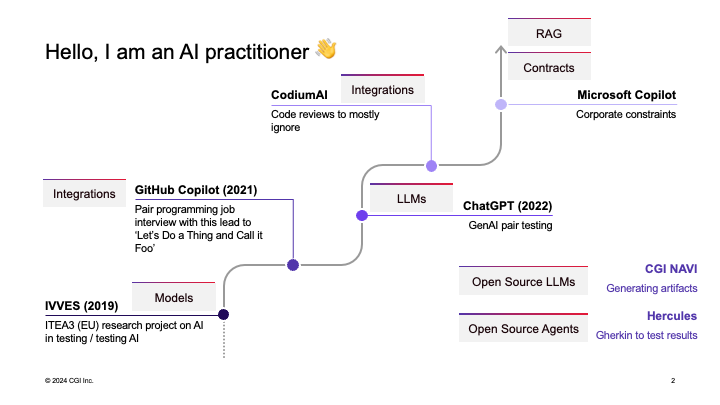 Hello, I am an AI practitioner 👋
RAG
Contracts
Microsoft Copilot
Corporate constraints
CodiumAI
Integrations
Code reviews to mostly
ignore
Integrations
GitHub Copilot (2021)
Pair programming job
interview with this lead to
‘Let’s Do a Thing and Call it
Foo’
LLMs
ChatGPT (2022)
GenAI pair testing
IVVES (2019)
Models
ITEA3 (EU) research project on AI
in testing / testing AI
Open Source LLMs
CGI NAVI
Generating artifacts
Open Source Agents
Hercules
Gherkin to test results
© 2024 CGI Inc.
2